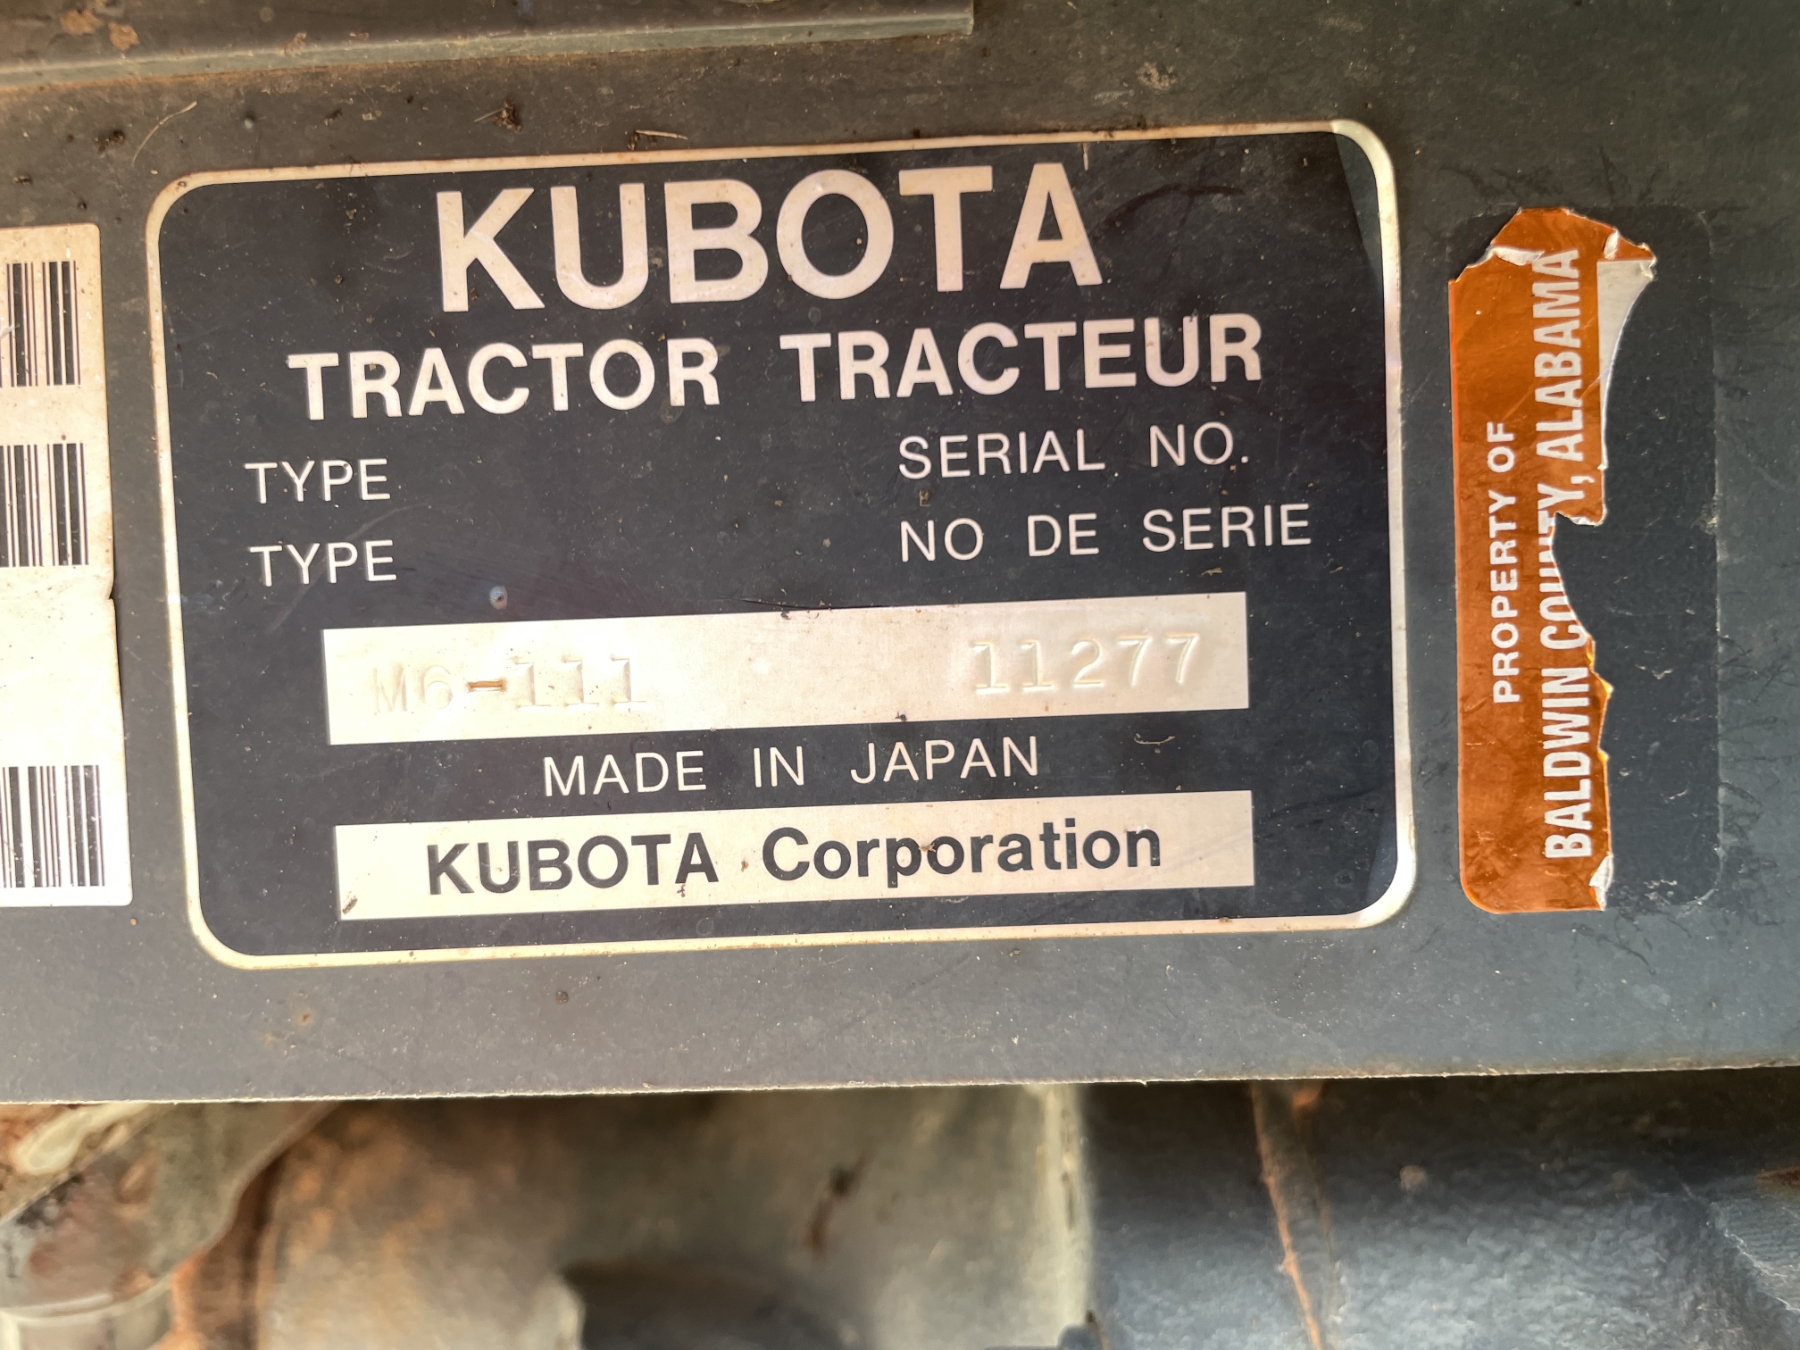 KUBOTA
TRACTOR TRACTEUR
TYPE
SERIAL NO.
TYPE
NO DE SERIE
M6-111 11277
MADE IN JAPAN
KUBOTA Corporation
PROPERTY OF
BALDWIN COUNTY, ALABAMA